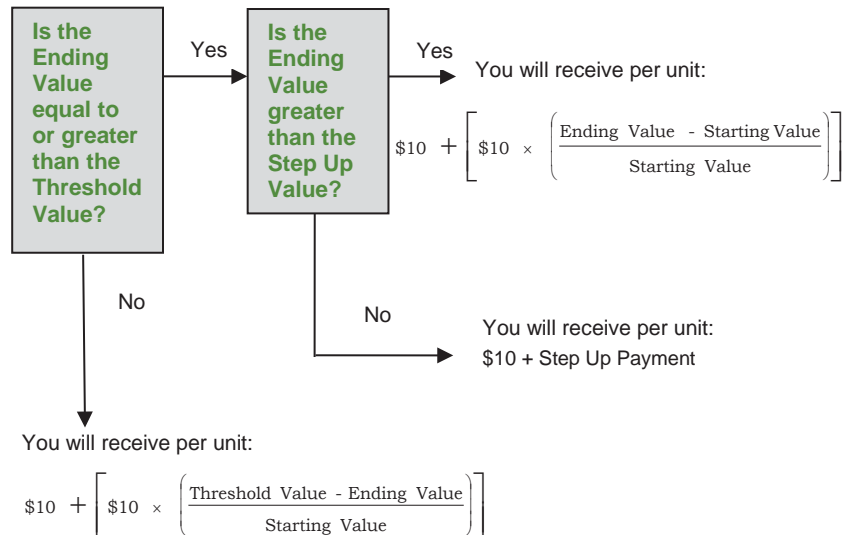 Is the
Ending
Value
equal to
or greater
than the
Threshold
Value?
Yes
Is the
Ending
Value
greater
than the
Step Up
Value?
Yes
You will receive per unit:
$10 + [ $10 × ( Ending Value - Starting Value
Starting Value ) ]
No
No
You will receive per unit:
$10 + Step Up Payment
You will receive per unit:
$10 + [ $10 × ( Threshold Value - Ending Value
Starting Value ) ]